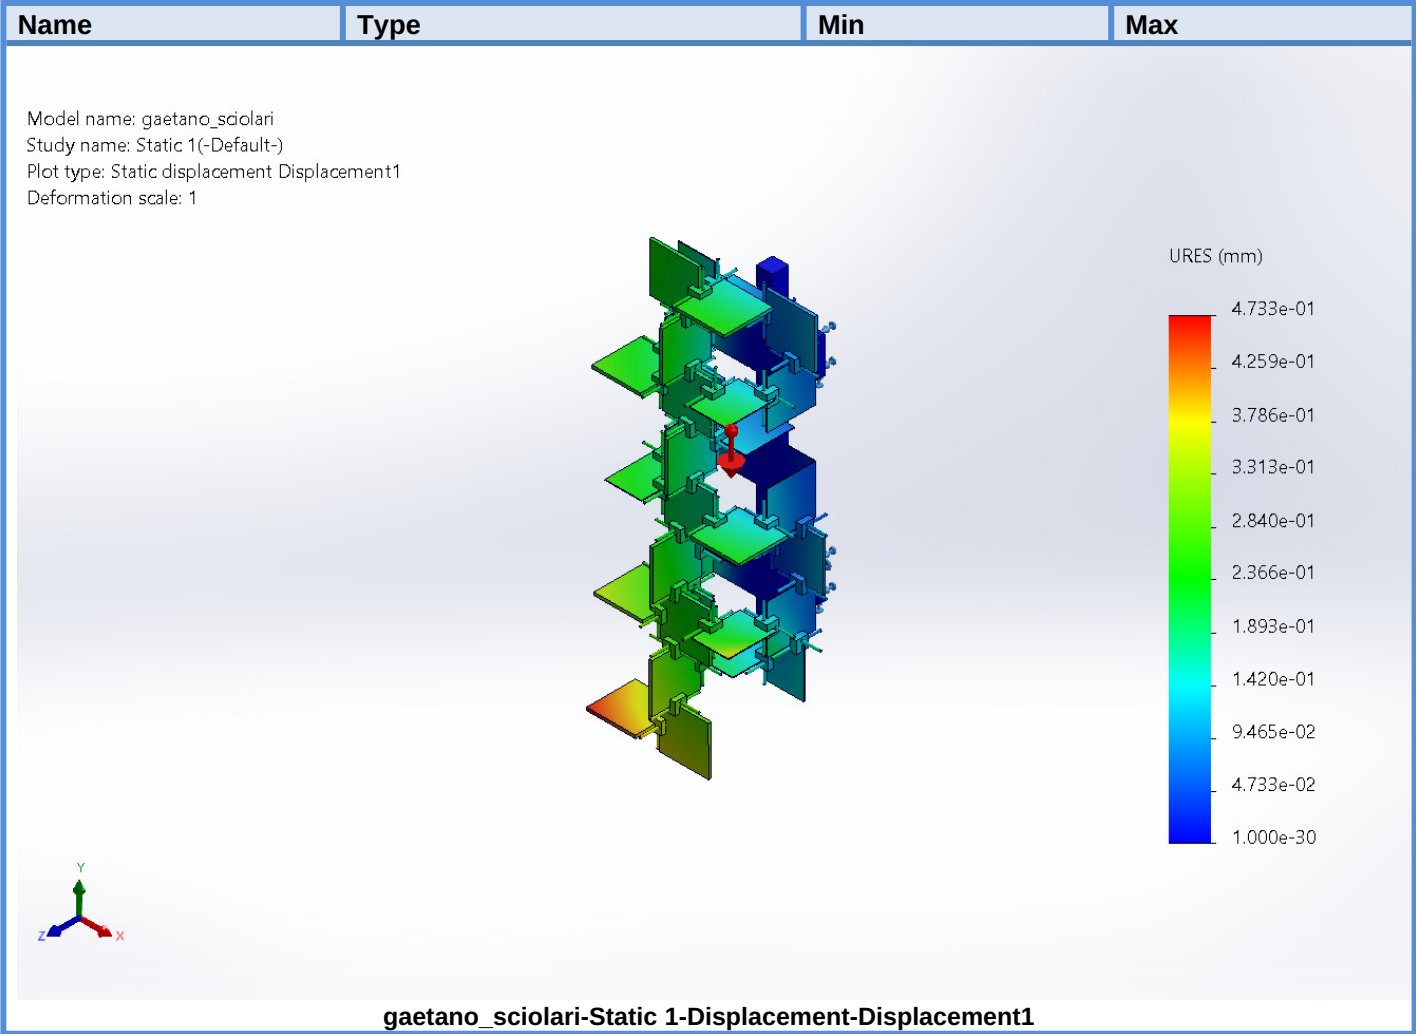 Name Type Min Max
Model name: gaetano_sciolari
Study name: Static 1(-Default-)
Plot type: Static displacement Displacement1
Deformation scale: 1
URES (mm)
4.733e-01
4.259e-01
3.786e-01
3.313e-01
2.840e-01
2.366e-01
1.893e-01
1.420e-01
9.465e-02
4.733e-02
1.000e-30
Y
Z X
gaetano_sciolari-Static 1-Displacement-Displacement1